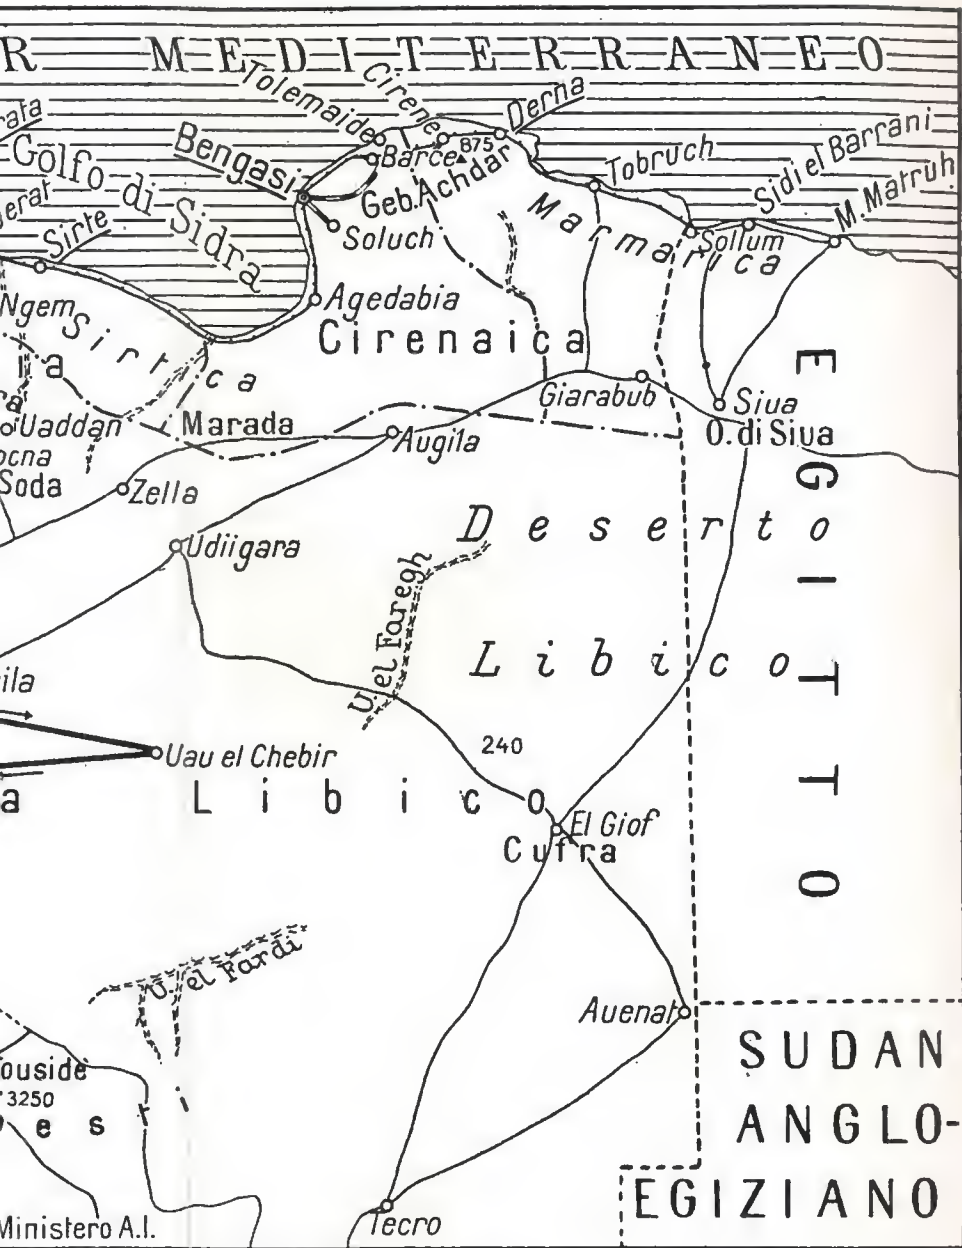 R MEDITERRANEO
Tolemaide
Cirene
Derna
Bengasi
Barce
875
Geb. Achdar
Tobruch
Sidi el Barrani
M. Matruh
Golfo di Sidra
Sirte
Soluch
Marmarica
Sollum
Ngem
Agedabia
Sirtica
Cirenaica
Giarabub
Siua
O. di Siua
Uaddan
Marada
Augila
ocna
Soda
Zella
EGITTO
Deserto
Udiigara
U. el Faregh
Libico
ila
240
Uau el Chebir
a Libico
El Giof
Cufra
U. el Fardi
Auenat
ouside
3250
e s t
SUDAN
ANGLO-
EGIZIANO
Ministero A.I.
Tecro